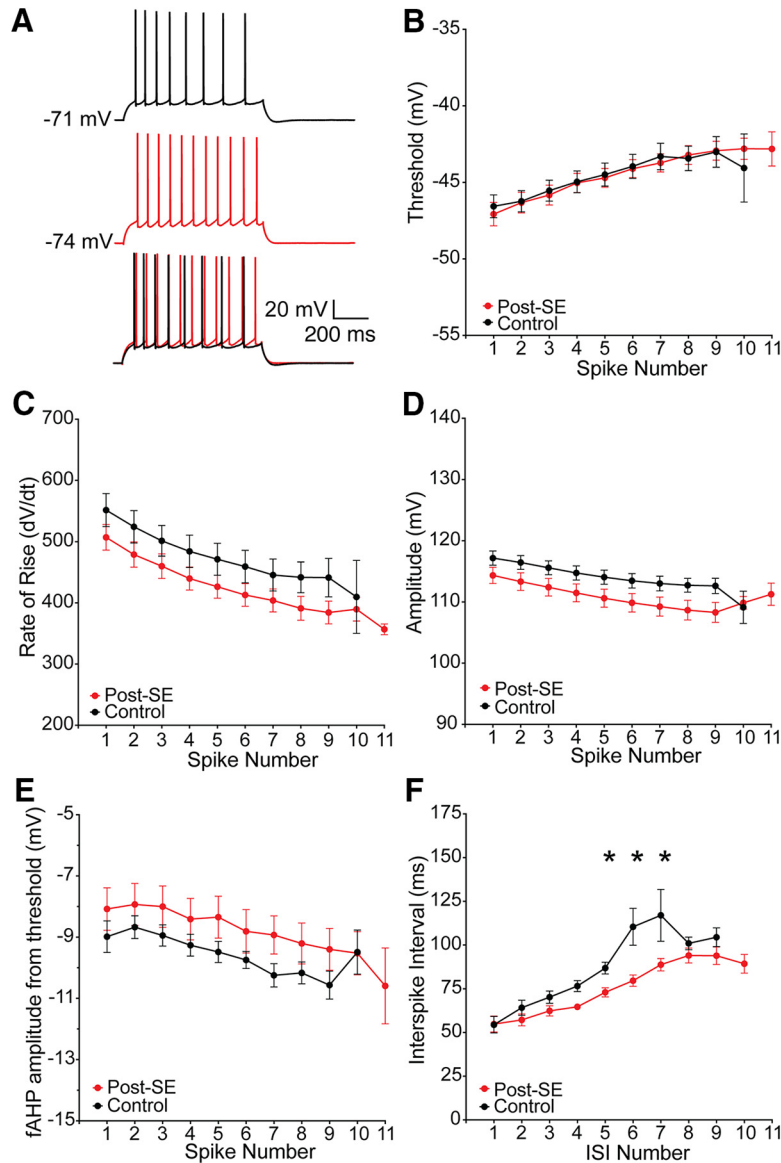 A
-71 mV
-74 mV
20 mV
200 ms
B
Threshold (mV)
-35
-40
-45
-50
-55
Post-SE
Control
1 2 3 4 5 6 7 8 9 10 11
Spike Number
C
Rate of Rise (dV/dt)
700
600
500
400
300
200
Post-SE
Control
1 2 3 4 5 6 7 8 9 10 11
Spike Number
D
Amplitude (mV)
140
130
120
110
100
90
Post-SE
Control
1 2 3 4 5 6 7 8 9 10 11
Spike Number
E
fAHP amplitude from threshold (mV)
-5
-7
-9
-11
-13
-15
Post-SE
Control
1 2 3 4 5 6 7 8 9 10 11
Spike Number
F
Interspike Interval (ms)
175
150
125
100
75
50
25
0
* * *
Post-SE
Control
1 2 3 4 5 6 7 8 9 10 11
ISI Number